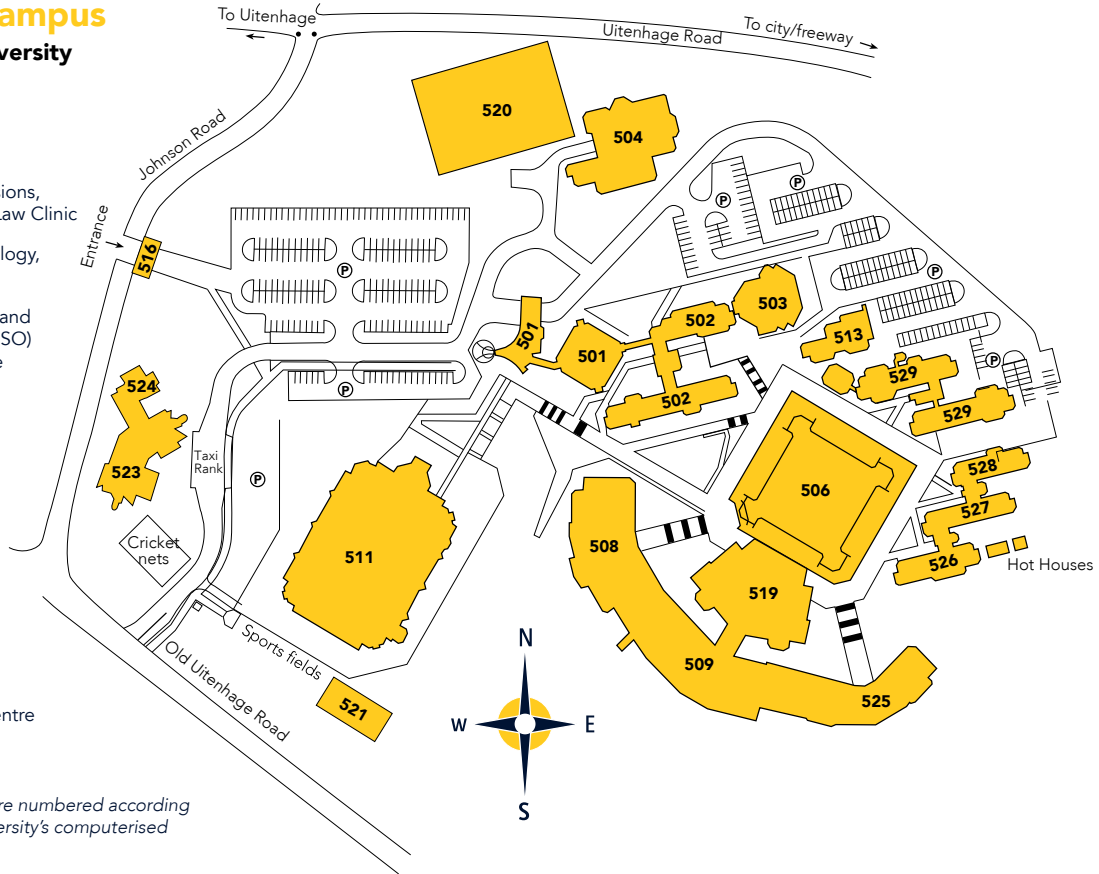 ampus
versity
sions,
Law Clinic
logy,
and
SO)
e
entre
re numbered according
ersity's computerised
To Uitenhage
Uitenhage Road
To city/freeway
Johnson Road
Entrance
516
520
504
P
P
P
P
P
P
P
501
501
502
502
503
513
529
529
528
527
526
Hot Houses
524
523
Taxi
Rank
Cricket
nets
511
506
508
519
509
525
Sports fields
Old Uitenhage Road
521
N
W
E
S